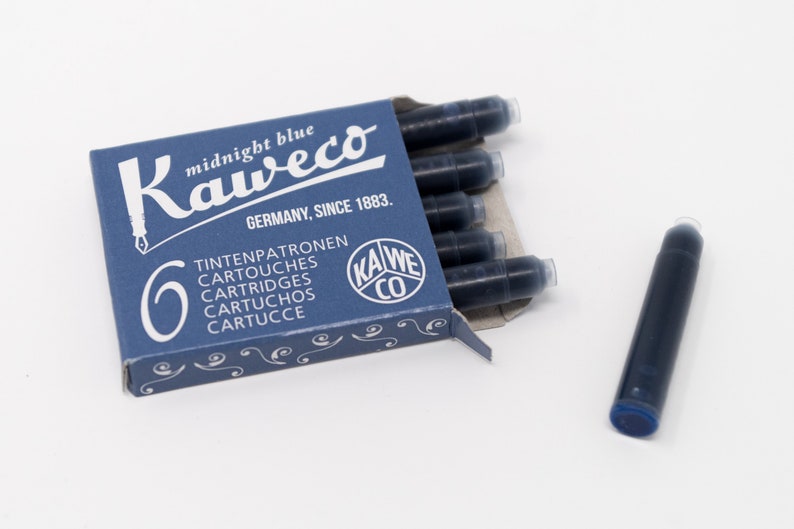 midnight blue
Kaweco
GERMANY, SINCE 1883.
6
TINTENPATRONEN
CARTOUCHES
CARTRIDGES
CARTUCHOS
CARTUCCE
KA WE
CO